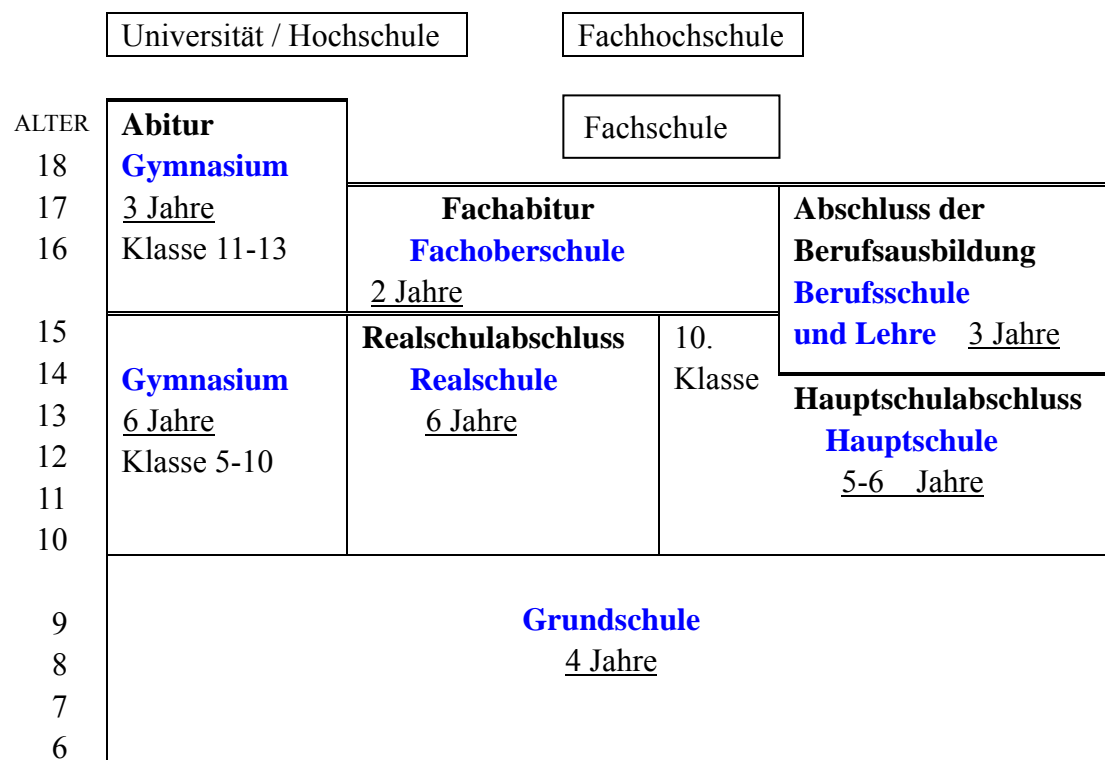 Universität / Hochschule
Fachhochschule
ALTER
Abitur
Fachschule
18
Gymnasium
17
3 Jahre
Fachabitur
Abschluss der
16
Klasse 11-13
Fachoberschule
Berufsausbildung
2 Jahre
Berufsschule
15
Realschulabschluss
10.
und Lehre 3 Jahre
14
Gymnasium
Realschule
Klasse
Hauptschulabschluss
13
6 Jahre
6 Jahre
Hauptschule
12
Klasse 5-10
5-6 Jahre
11
10
9
Grundschule
8
4 Jahre
7
6